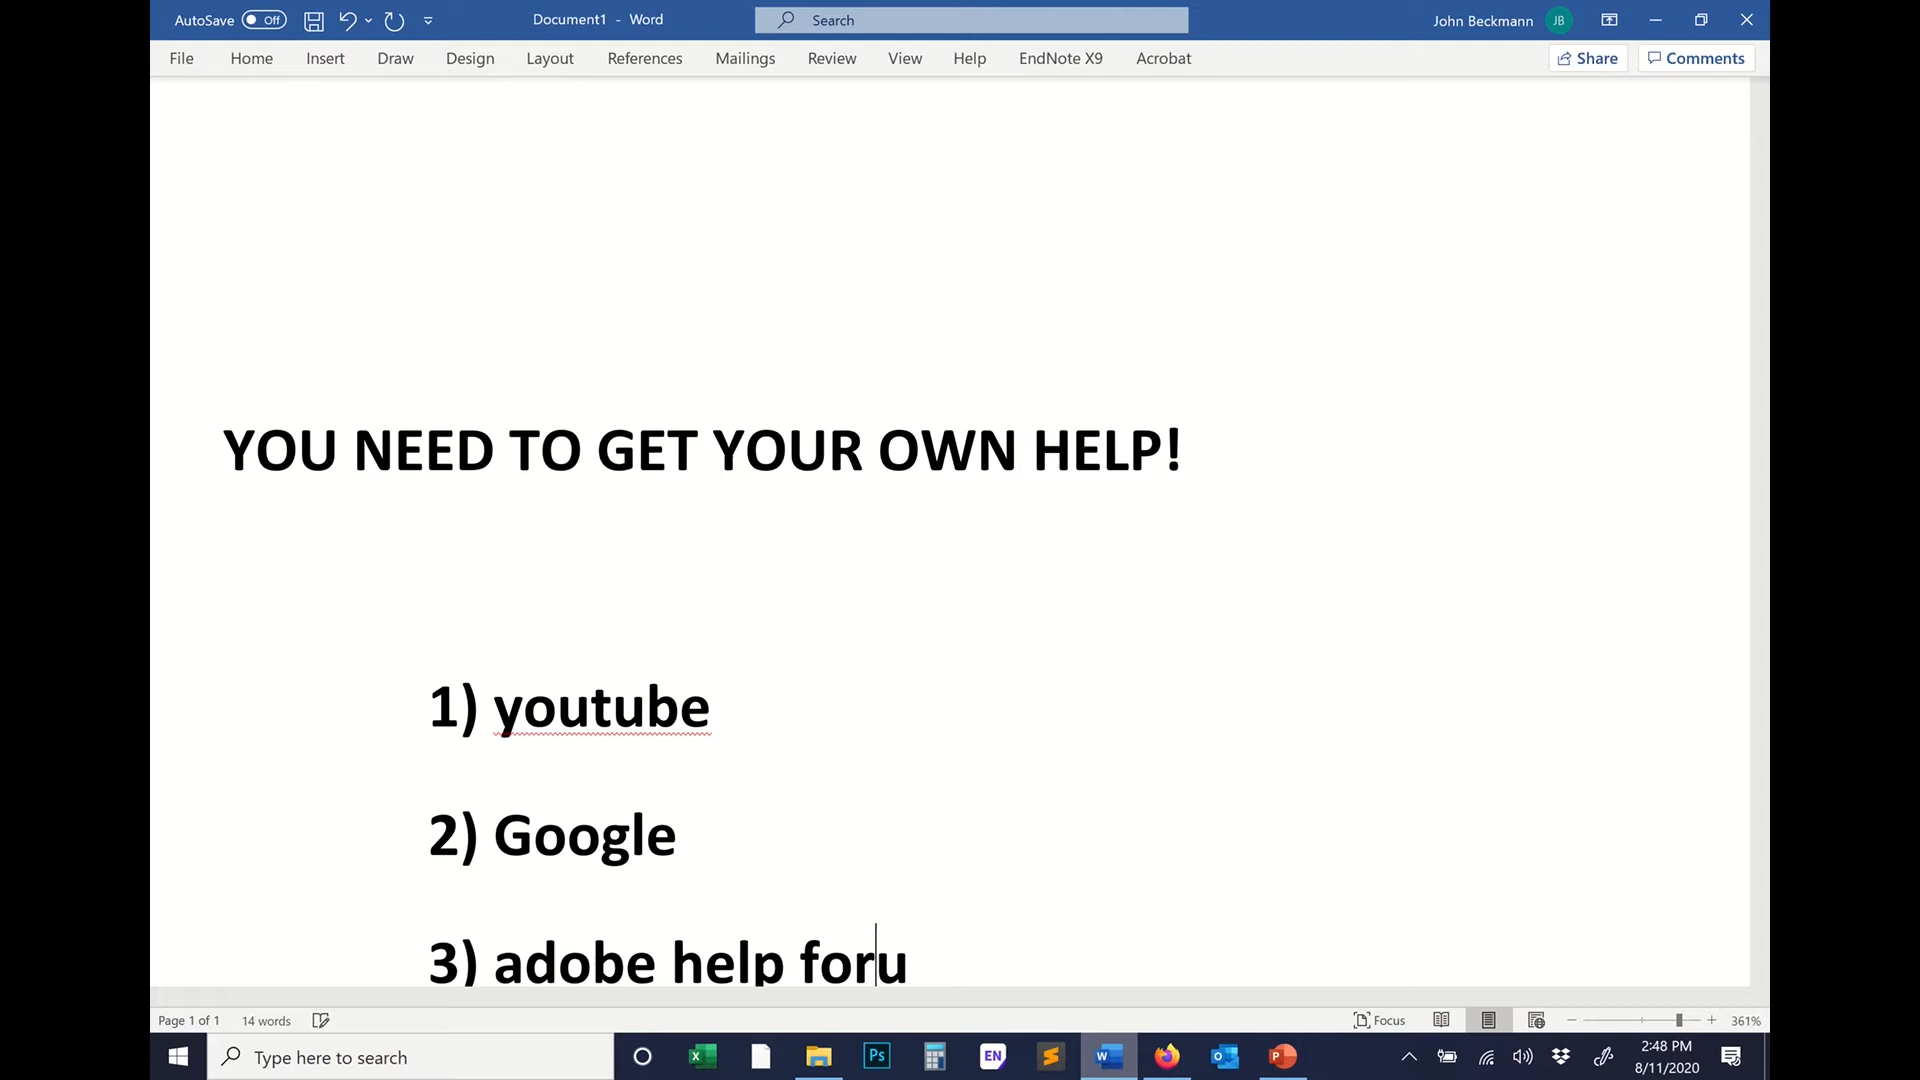 AutoSave Off Document1 - Word Search John Beckmann JB
File Home Insert Draw Design Layout References Mailings Review View Help EndNote X9 Acrobat Share Comments
YOU NEED TO GET YOUR OWN HELP!
1) youtube
2) Google
3) adobe help foru
Page 1 of 1 14 words Focus 361%
Type here to search X Ps EN W O P 2:48 PM
8/11/2020